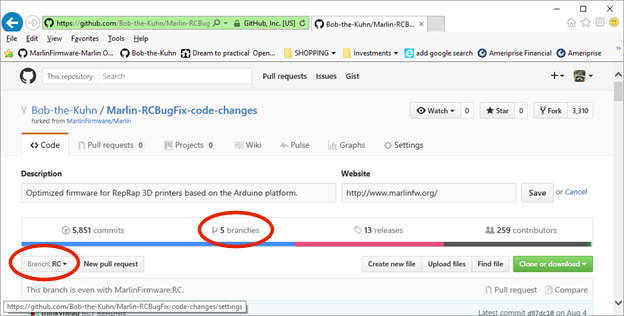 https://github.com/Bob-the-Kuhn/Marlin-RCBug GitHub, Inc. [US] Bob-the-Kuhn/Marlin-RCBu...
File Edit View Favorites Tools Help
MarlinFirmware-Marlin O... Bob-the-Kuhn Dream to practical Open... SHOPPING Investments add google search Ameriprise Financial Ameriprise
This repository Search Pull requests Issues Gist
Bob-the-Kuhn / Marlin-RCBugFix-code-changes
forked from MarlinFirmware/Marlin
Watch 0 Star 0 Fork 3,310
Code Pull requests 0 Projects 0 Wiki Pulse Graphs Settings
Description Website
Optimized firmware for RepRap 3D printers based on the Arduino platform. http://www.marlinfw.org/ Save or Cancel
5,851 commits 5 branches 13 releases 259 contributors
Branch: RC New pull request Create new file Upload files Find file Clone or download
This branch is even with MarlinFirmware:RC. Pull request Compare
https://github.com/Bob-the-Kuhn/Marlin-RCBugFix-code-changes/settings
Latest commit d97dc10 on Aug 4